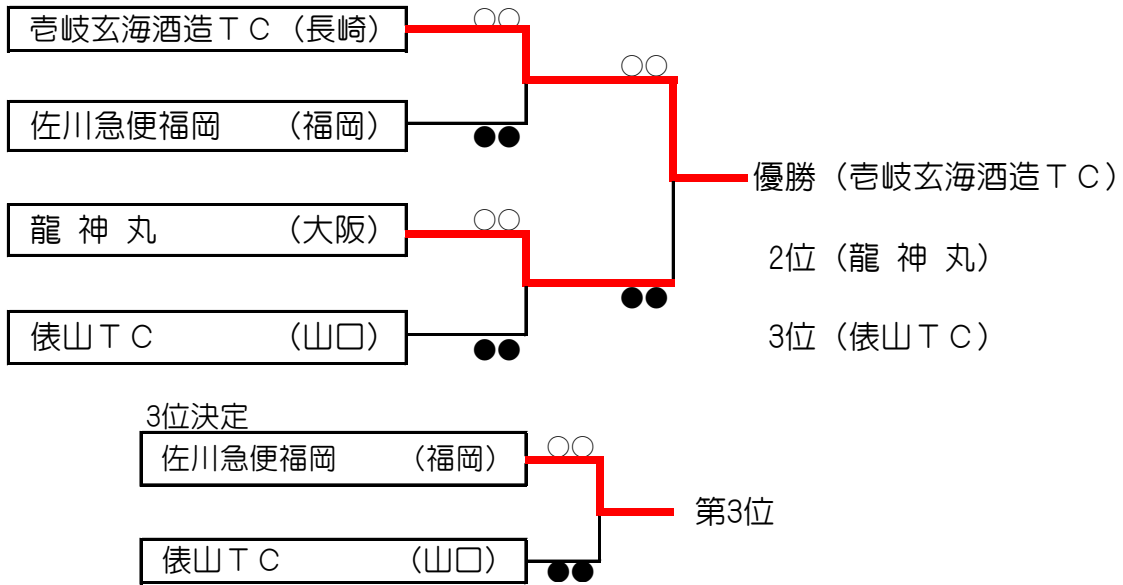 壱岐玄海酒造ＴＣ（長崎）
○○
佐川急便福岡　（福岡）
●●
○○
優勝（壱岐玄海酒造ＴＣ）
龍 神 丸　（大阪）
○○
2位（龍 神 丸）
●●
俵山ＴＣ　（山口）
●●
3位（俵山ＴＣ）
3位決定
佐川急便福岡　（福岡）
○○
第3位
俵山ＴＣ　（山口）
●●